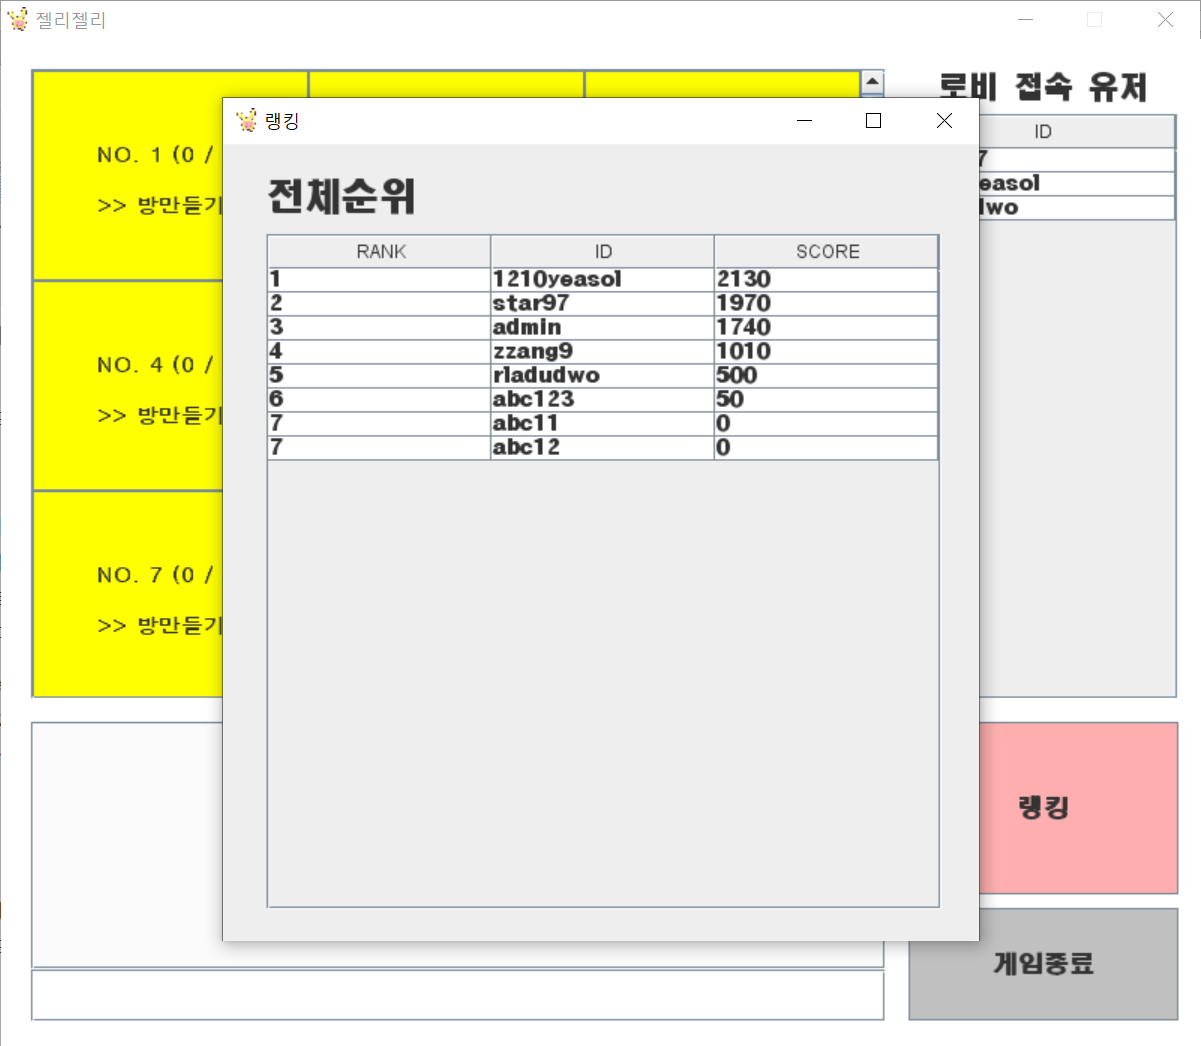 젤리젤리
로비 접속 유저
NO. 1 (0 /
>> 방만듣기
NO. 4 (0 /
>> 방만듣기
NO. 7 (0 /
>> 방만듣기
랭킹
전체순위
RANK ID SCORE
1 1210yeasol 2130
2 star97 1970
3 admin 1740
4 zzang9 1010
5 rladudwo 500
6 abc123 50
7 abc11 0
7 abc12 0
ID
7
easol
dwo
랭킹
게임종료